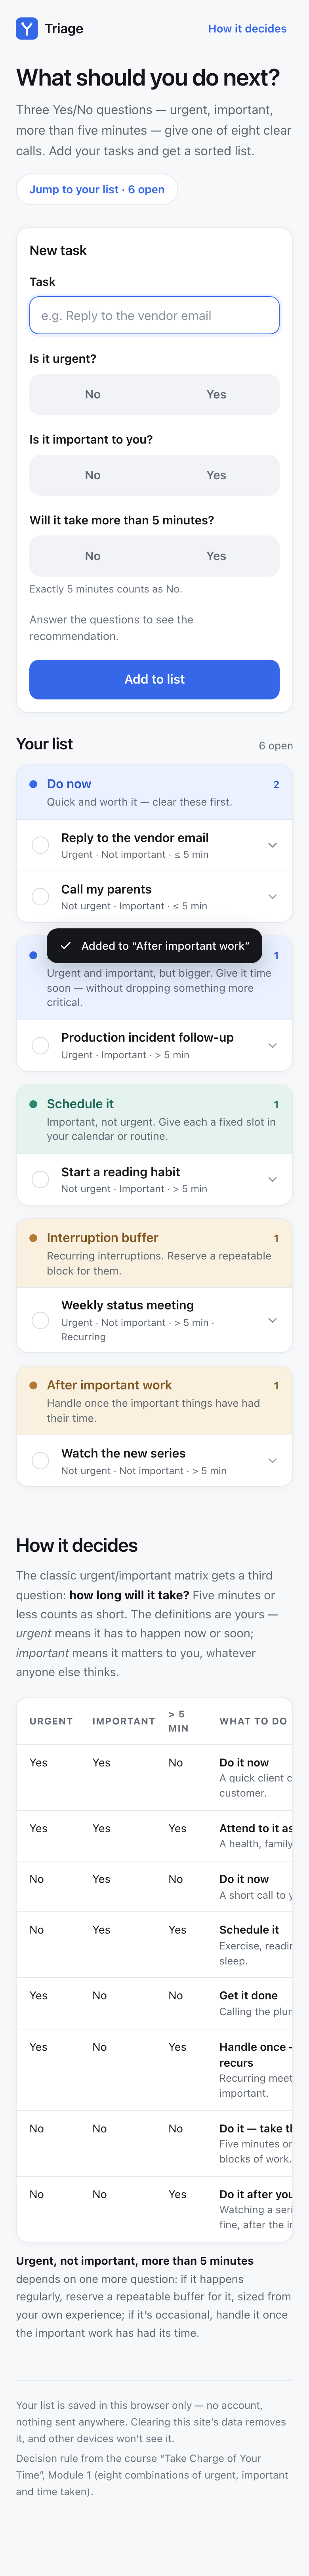 Triage
How it decides
What should you do next?
Three Yes/No questions — urgent, important,
more than five minutes — give one of eight clear
calls. Add your tasks and get a sorted list.
Jump to your list · 6 open
New task
Task
e.g. Reply to the vendor email
Is it urgent?
No Yes
Is it important to you?
No Yes
Will it take more than 5 minutes?
No Yes
Exactly 5 minutes counts as No.
Answer the questions to see the
recommendation.
Add to list
Your list 6 open
Do now 2
Quick and worth it — clear these first.
Reply to the vendor email
Urgent · Not important · ≤ 5 min
Call my parents
Not urgent · Important · ≤ 5 min
Added to “After important work”
1
Urgent and important, but bigger. Give it time
soon — without dropping something more
critical.
Production incident follow-up
Urgent · Important · > 5 min
Schedule it 1
Important, not urgent. Give each a fixed slot in
your calendar or routine.
Start a reading habit
Not urgent · Important · > 5 min
Interruption buffer 1
Recurring interruptions. Reserve a repeatable
block for them.
Weekly status meeting
Urgent · Not important · > 5 min ·
Recurring
After important work 1
Handle once the important things have had
their time.
Watch the new series
Not urgent · Not important · > 5 min
How it decides
The classic urgent/important matrix gets a third
question: how long will it take? Five minutes or
less counts as short. The definitions are yours —
urgent means it has to happen now or soon;
important means it matters to you, whatever
anyone else thinks.
URGENT IMPORTANT > 5 MIN WHAT TO DO
Yes Yes No Do it now
A quick client c
customer.
Yes Yes Yes Attend to it as
A health, family
No Yes No Do it now
A short call to y
No Yes Yes Schedule it
Exercise, readin
sleep.
Yes No No Get it done
Calling the plum
Yes No Yes Handle once -
recurs
Recurring meet
important.
No No No Do it — take th
Five minutes or
blocks of work.
No No Yes Do it after you
Watching a seri
fine, after the in
Urgent, not important, more than 5 minutes
depends on one more question: if it happens
regularly, reserve a repeatable buffer for it, sized from
your own experience; if it’s occasional, handle it once
the important work has had its time.
Your list is saved in this browser only — no account,
nothing sent anywhere. Clearing this site’s data removes
it, and other devices won’t see it.
Decision rule from the course “Take Charge of Your
Time”, Module 1 (eight combinations of urgent, important
and time taken).